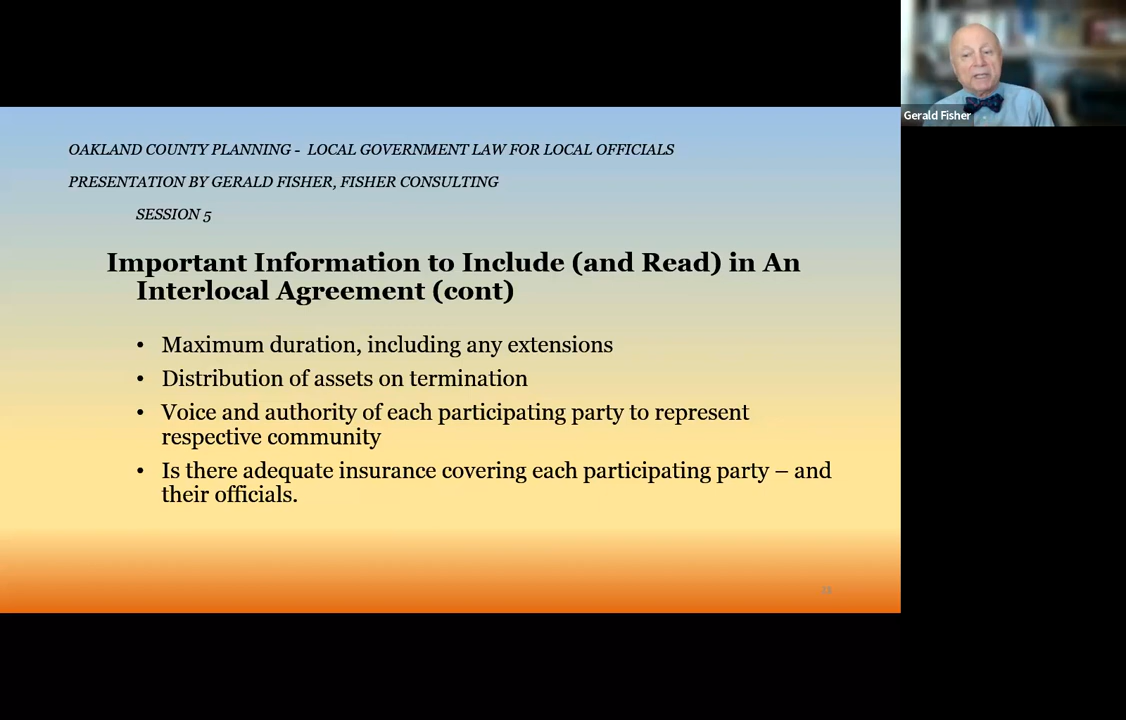 OAKLAND COUNTY PLANNING - LOCAL GOVERNMENT LAW FOR LOCAL OFFICIALS
PRESENTATION BY GERALD FISHER, FISHER CONSULTING
SESSION 5
Important Information to Include (and Read) in An
Interlocal Agreement (cont)
• Maximum duration, including any extensions
• Distribution of assets on termination
• Voice and authority of each participating party to represent
respective community
• Is there adequate insurance covering each participating party – and
their officials.
Gerald Fisher